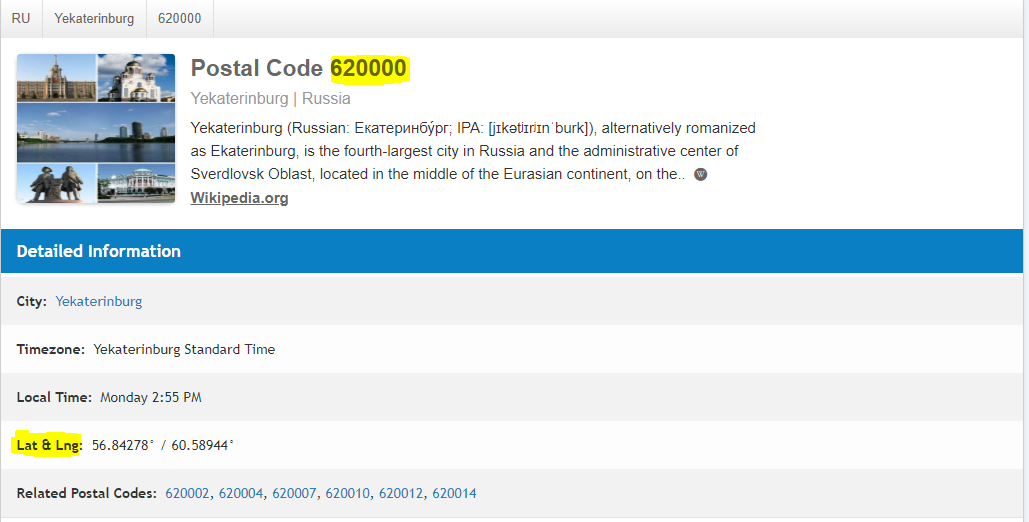 RU Yekaterinburg 620000
Postal Code 620000
Yekaterinburg | Russia
Yekaterinburg (Russian: Екатеринбу́рг; IPA: [jɪkətʲɪrʲɪnˈburk]), alternatively romanized
as Ekaterinburg, is the fourth-largest city in Russia and the administrative center of
Sverdlovsk Oblast, located in the middle of the Eurasian continent, on the.. W
Wikipedia.org
Detailed Information
City: Yekaterinburg
Timezone: Yekaterinburg Standard Time
Local Time: Monday 2:55 PM
Lat & Lng: 56.84278° / 60.58944°
Related Postal Codes: 620002, 620004, 620007, 620010, 620012, 620014